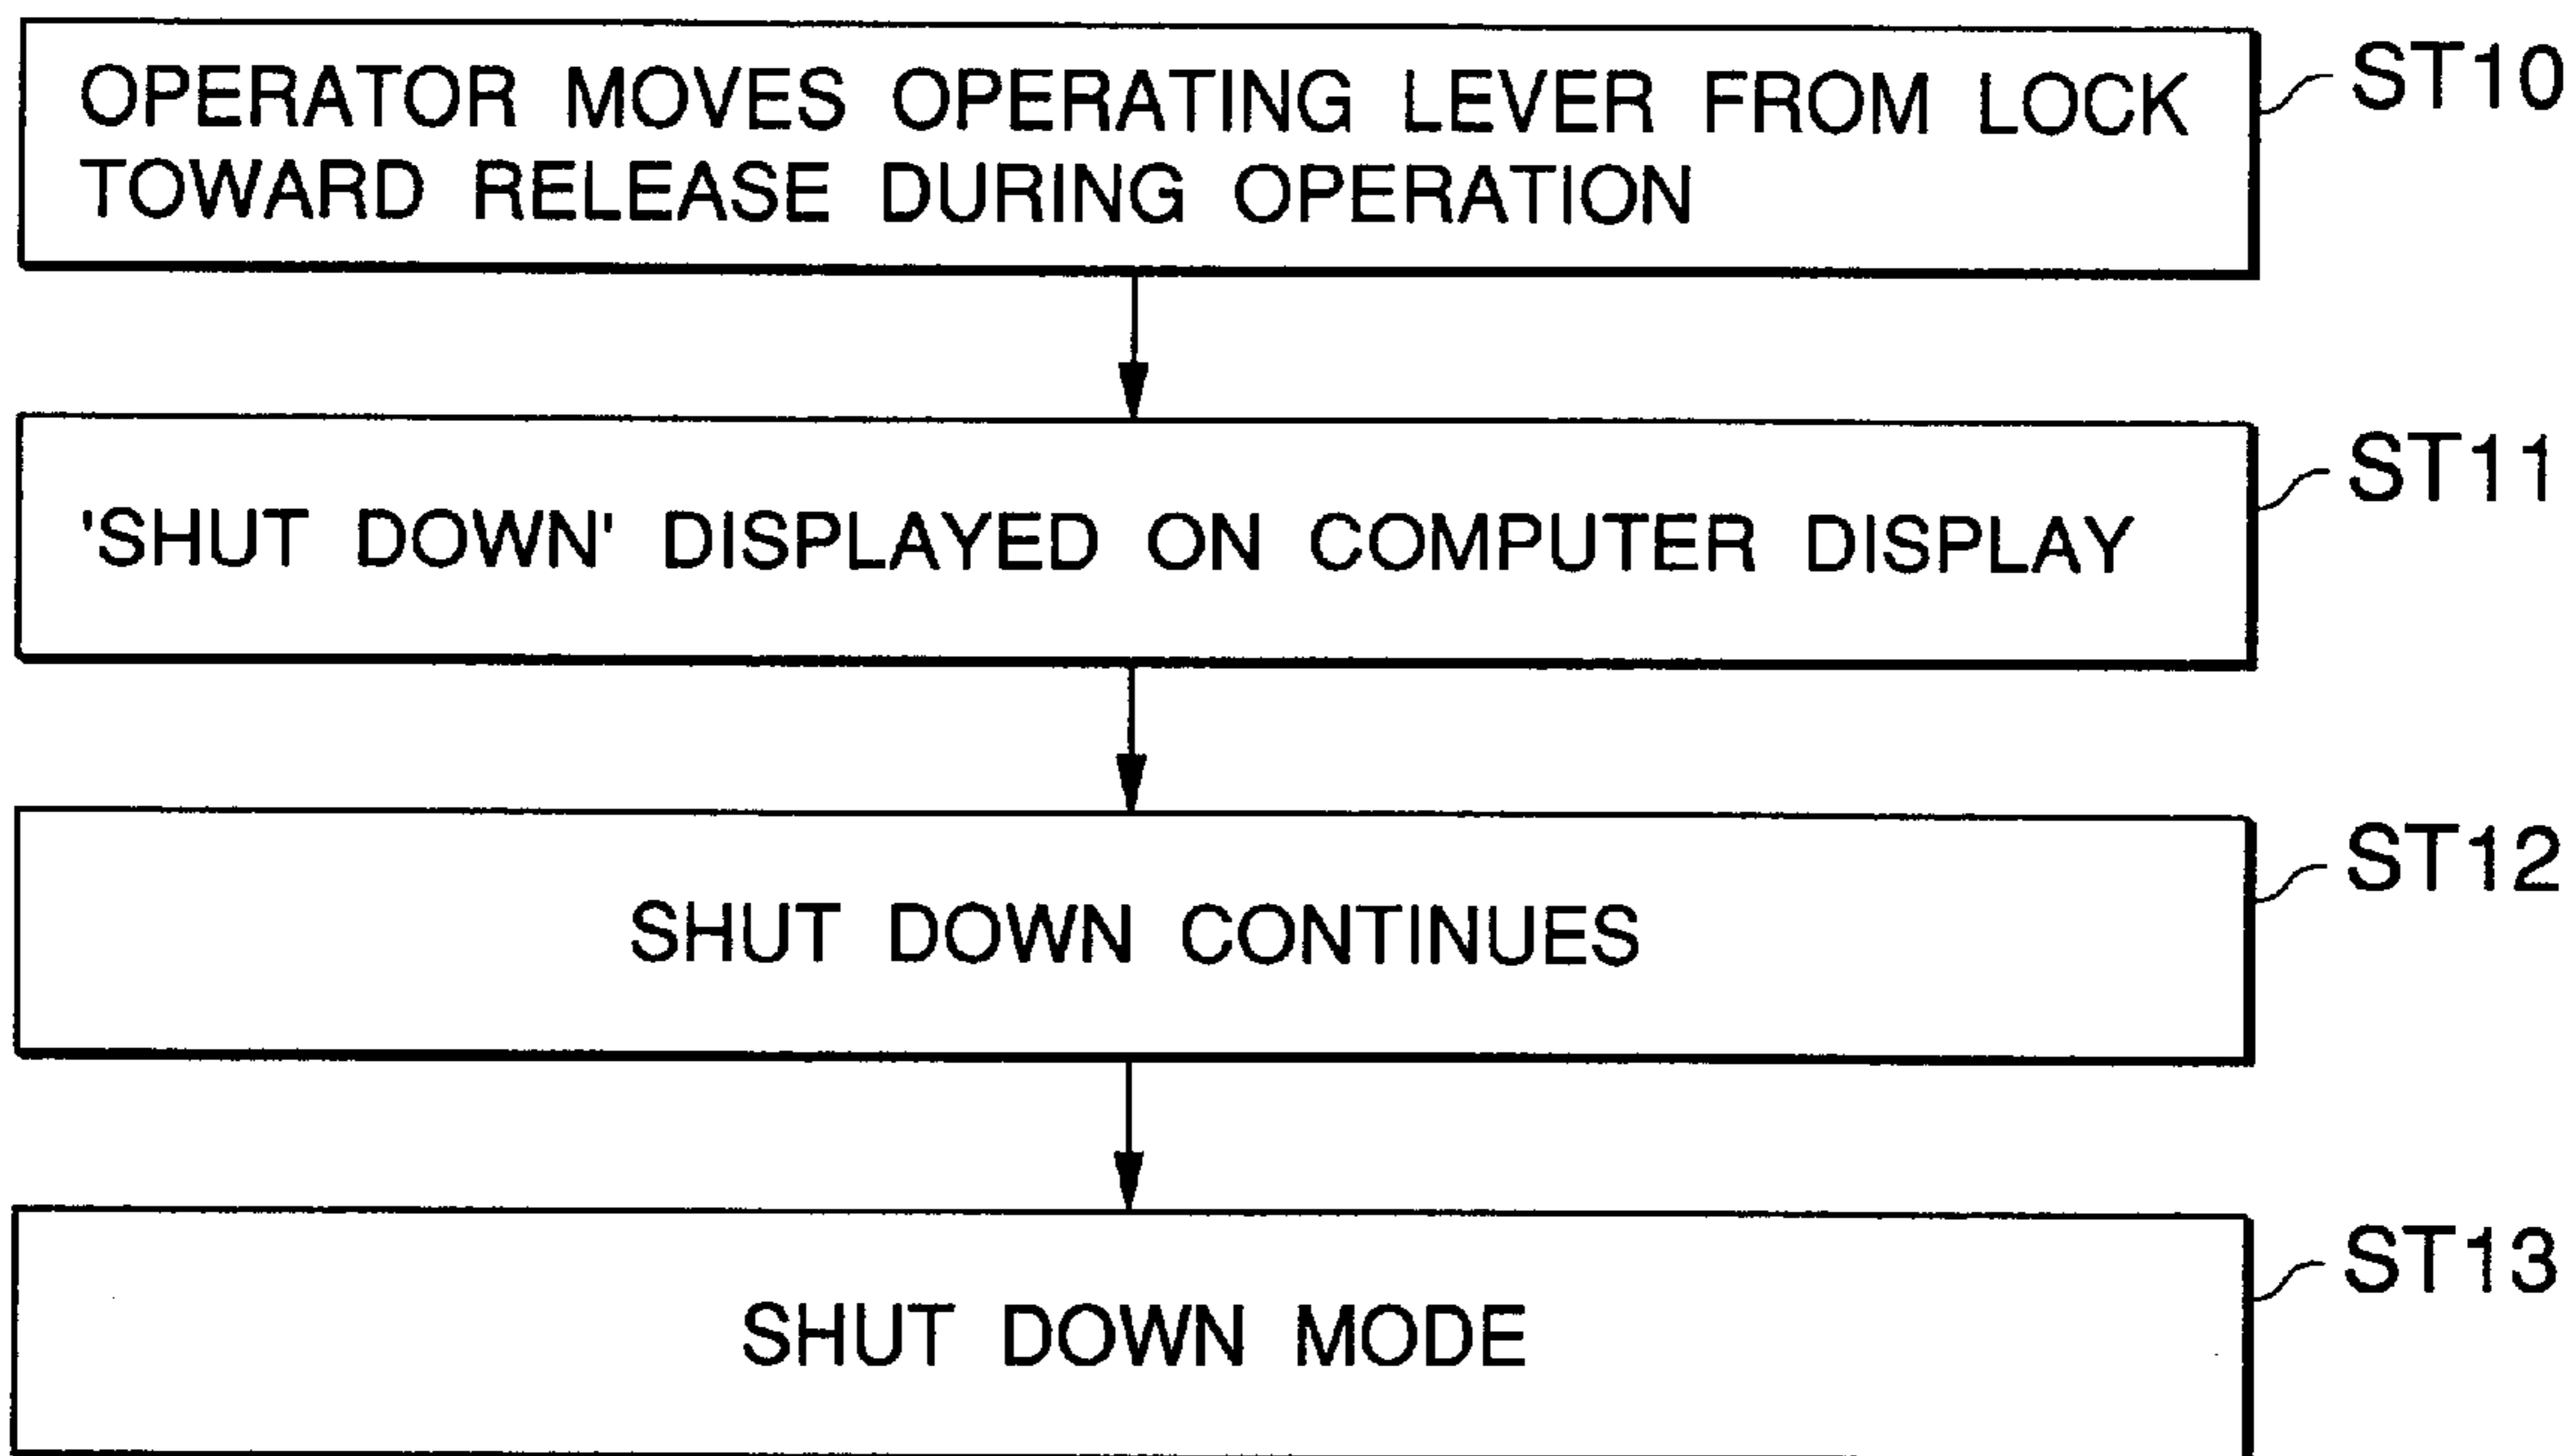 OPERATOR MOVES OPERATING LEVER FROM LOCK
TOWARD RELEASE DURING OPERATION
ST10
'SHUT DOWN' DISPLAYED ON COMPUTER DISPLAY
ST11
SHUT DOWN CONTINUES
ST12
SHUT DOWN MODE
ST13